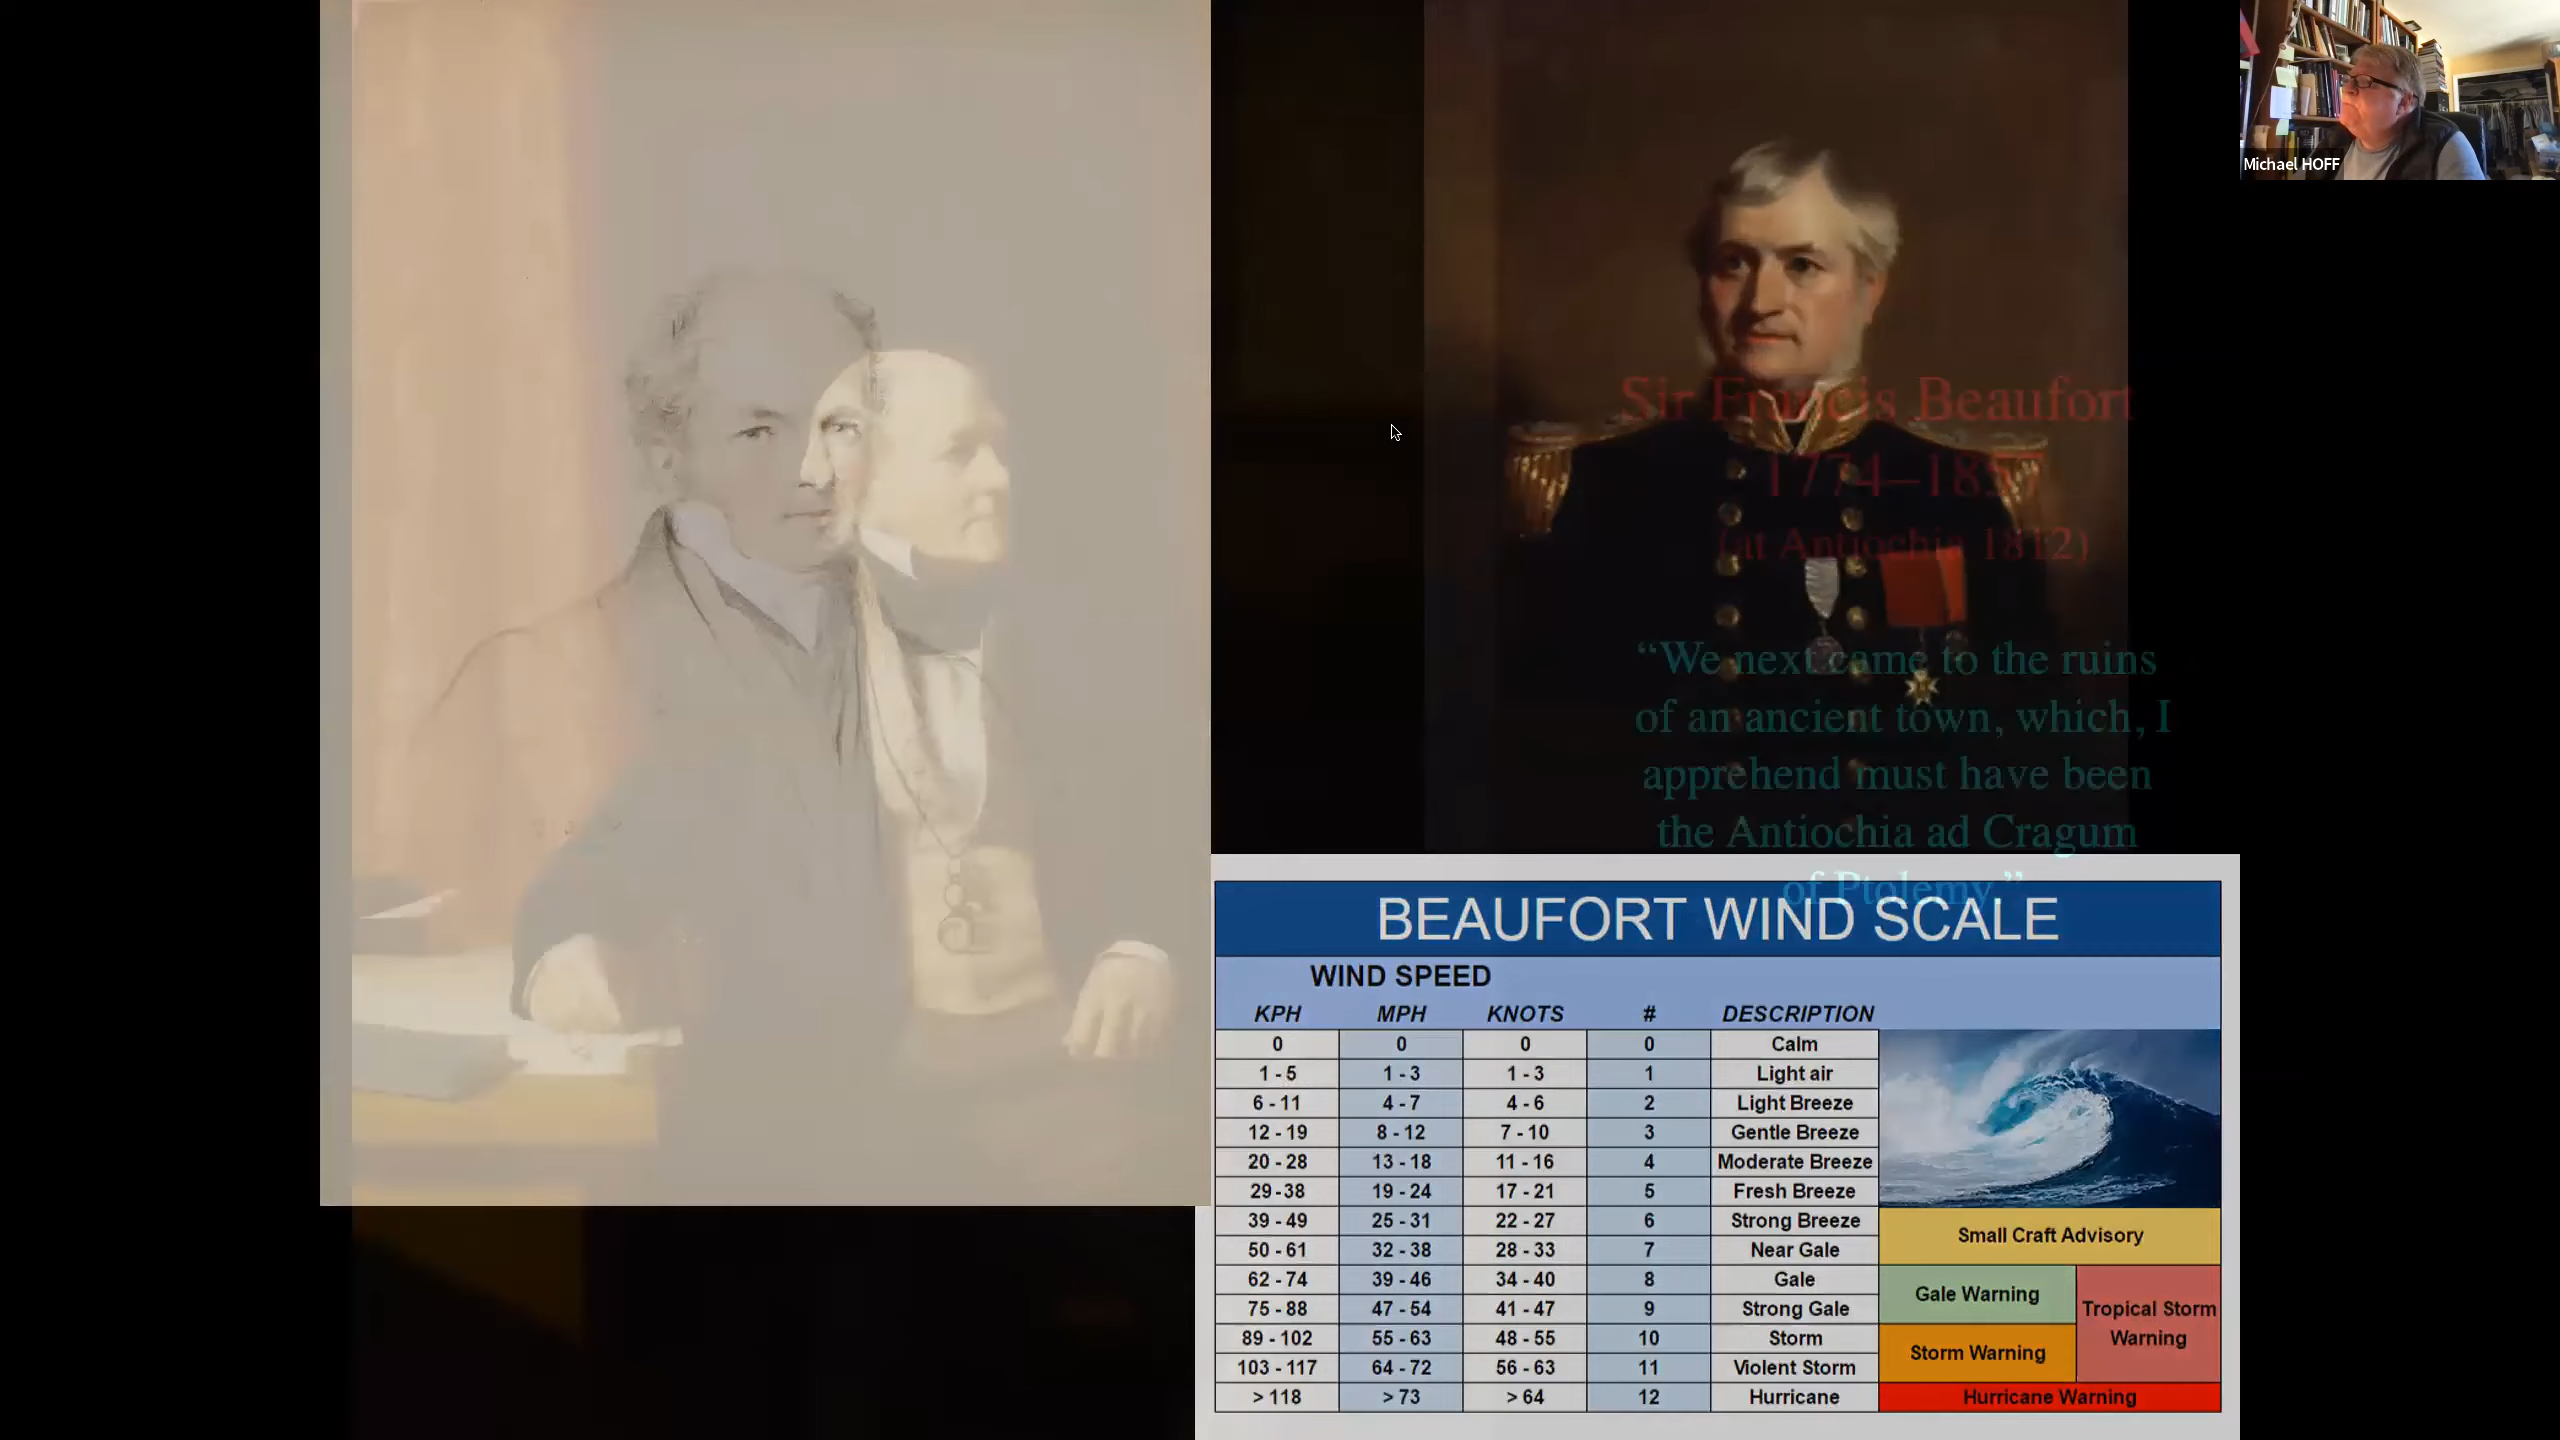 Michael HOFF
Sir Francis Beaufort
1774–1857
(at Antiochia 1812)
“We next came to the ruins
of an ancient town, which, I
apprehend must have been
the Antiochia ad Cragum
of Ptolemy.”
BEAUFORT WIND SCALE
WIND SPEED
KPH MPH KNOTS # DESCRIPTION
0 0 0 0 Calm
1 - 5 1 - 3 1 - 3 1 Light air
6 - 11 4 - 7 4 - 6 2 Light Breeze
12 - 19 8 - 12 7 - 10 3 Gentle Breeze
20 - 28 13 - 18 11 - 16 4 Moderate Breeze
29 - 38 19 - 24 17 - 21 5 Fresh Breeze
39 - 49 25 - 31 22 - 27 6 Strong Breeze
Small Craft Advisory
50 - 61 32 - 38 28 - 33 7 Near Gale
62 - 74 39 - 46 34 - 40 8 Gale
Gale Warning
75 - 88 47 - 54 41 - 47 9 Strong Gale
Tropical Storm
Warning
89 - 102 55 - 63 48 - 55 10 Storm
Storm Warning
103 - 117 64 - 72 56 - 63 11 Violent Storm
> 118 > 73 > 64 12 Hurricane
Hurricane Warning